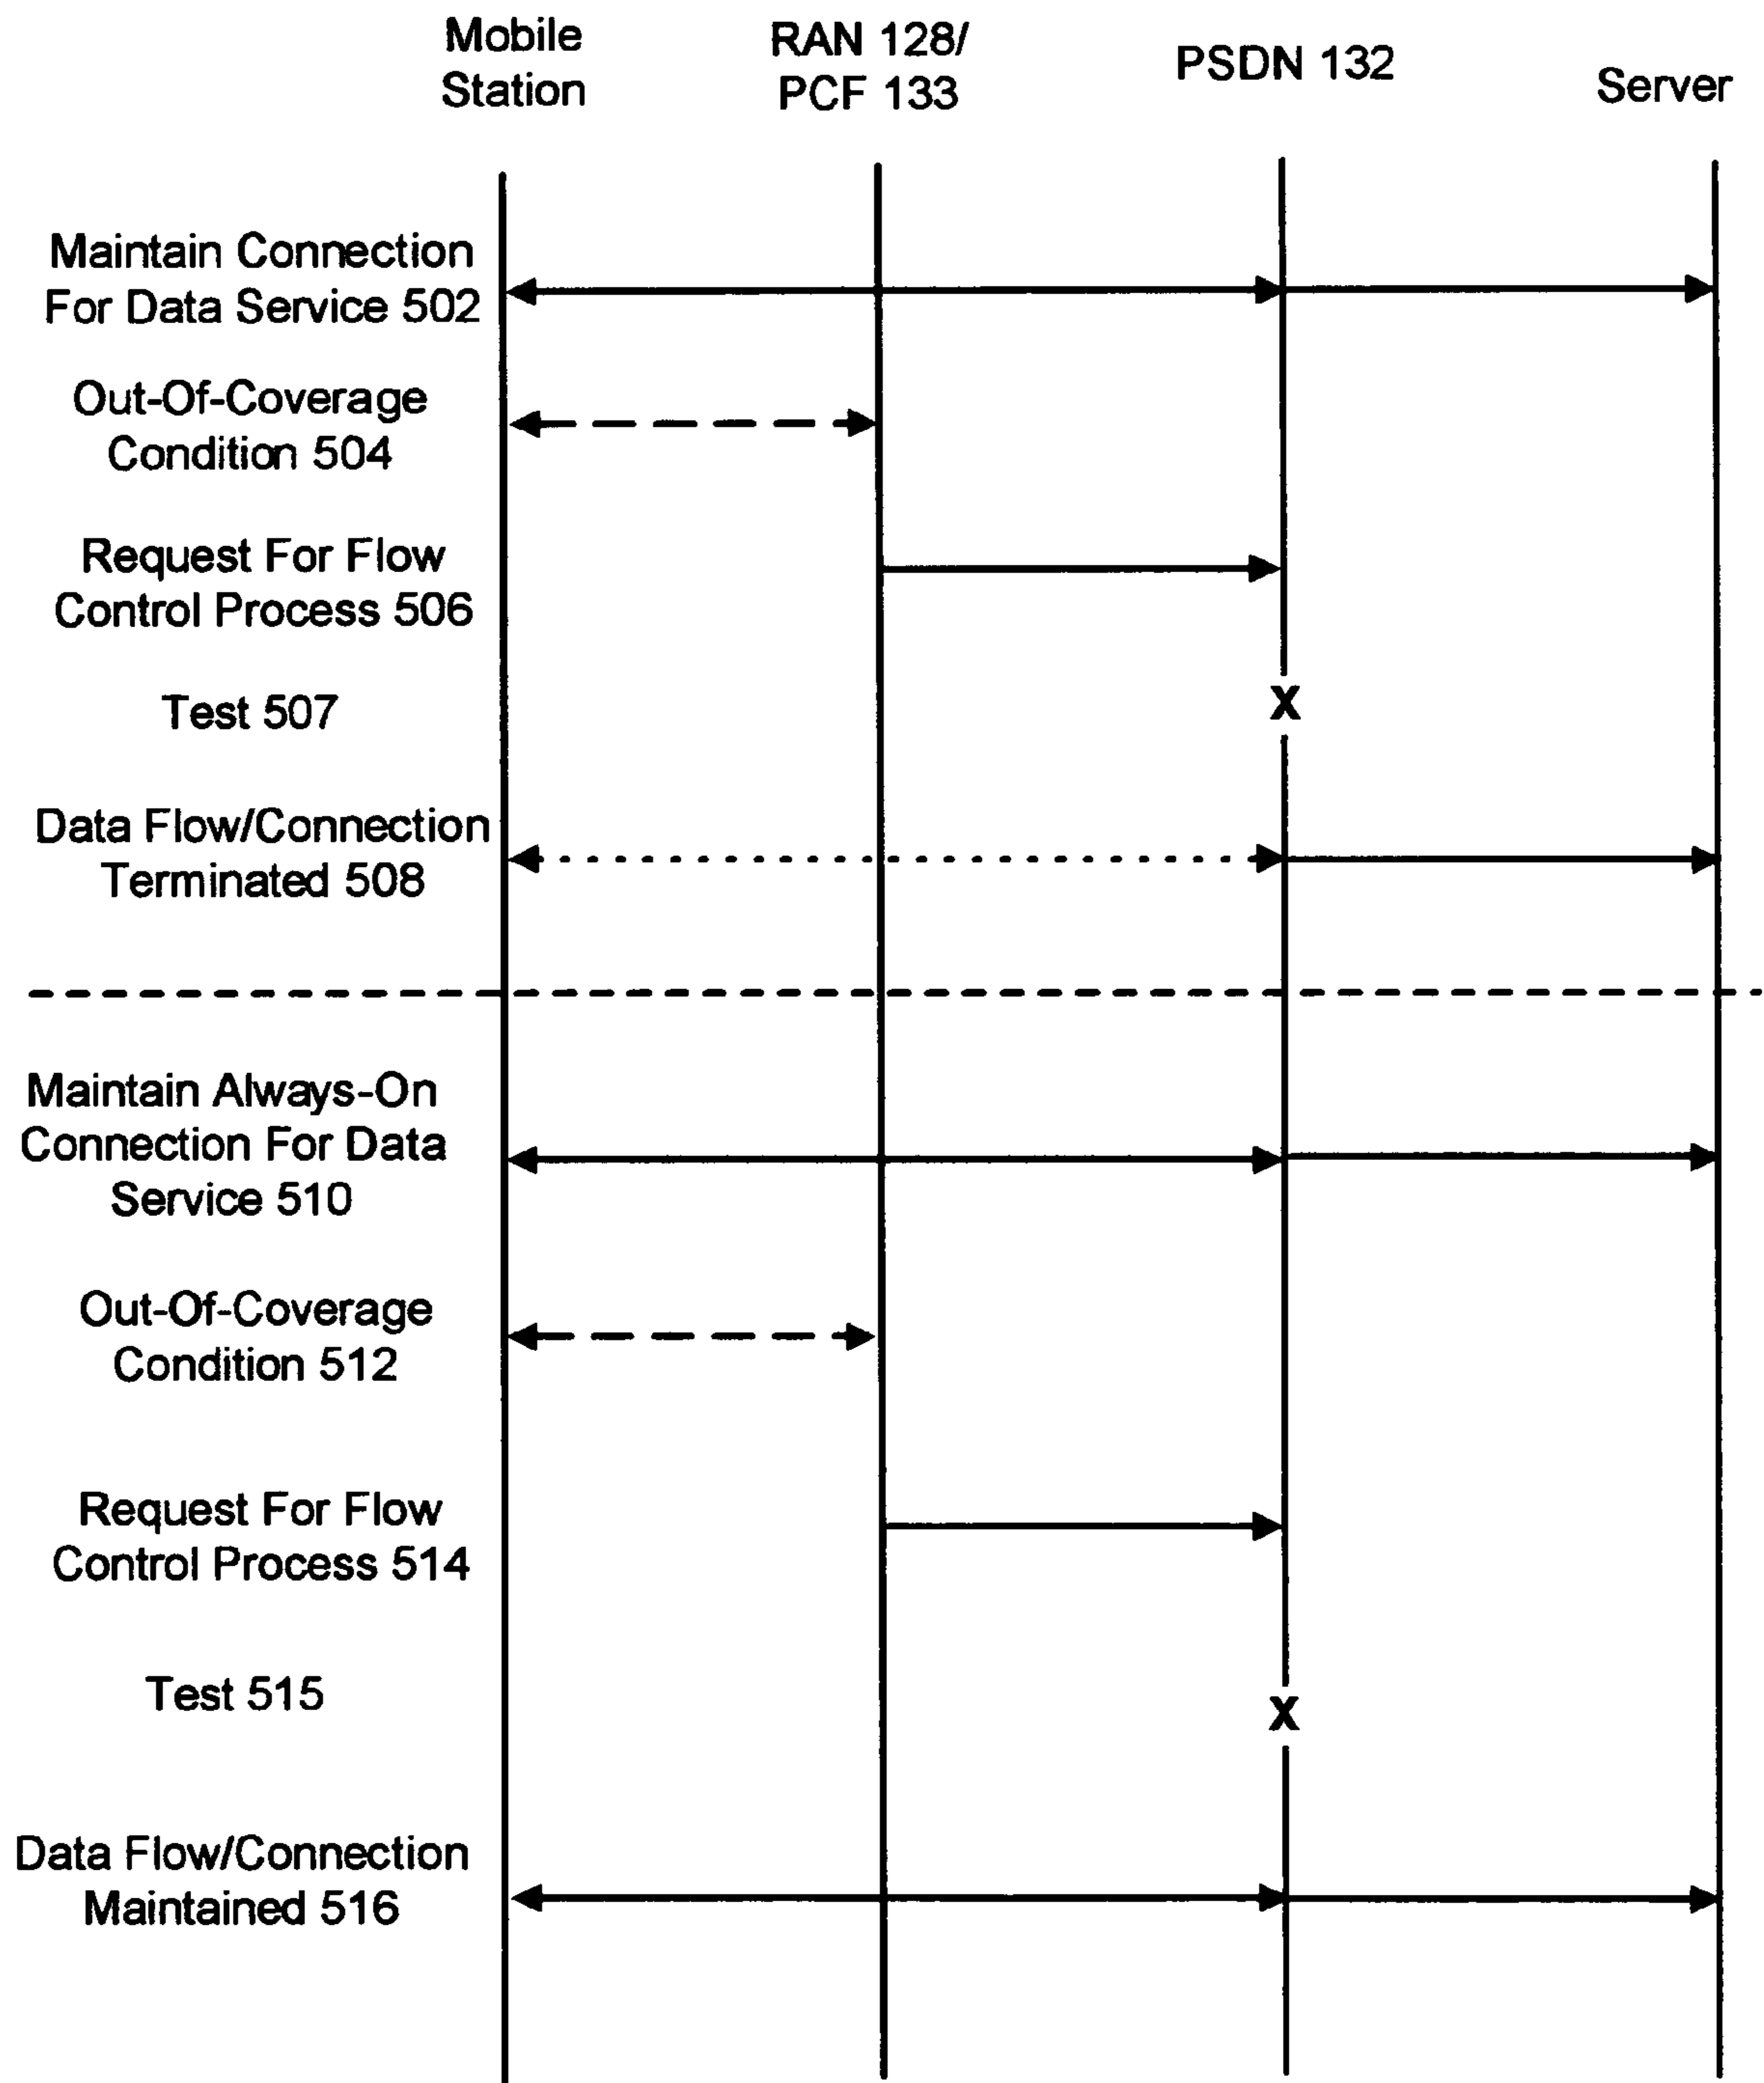 Mobile
Station
RAN 128/
PCF 133
PSDN 132
Server
Maintain Connection
For Data Service 502
Out-Of-Coverage
Condition 504
Request For Flow
Control Process 506
Test 507
X
Data Flow/Connection
Terminated 508
Maintain Always-On
Connection For Data
Service 510
Out-Of-Coverage
Condition 512
Request For Flow
Control Process 514
Test 515
X
Data Flow/Connection
Maintained 516